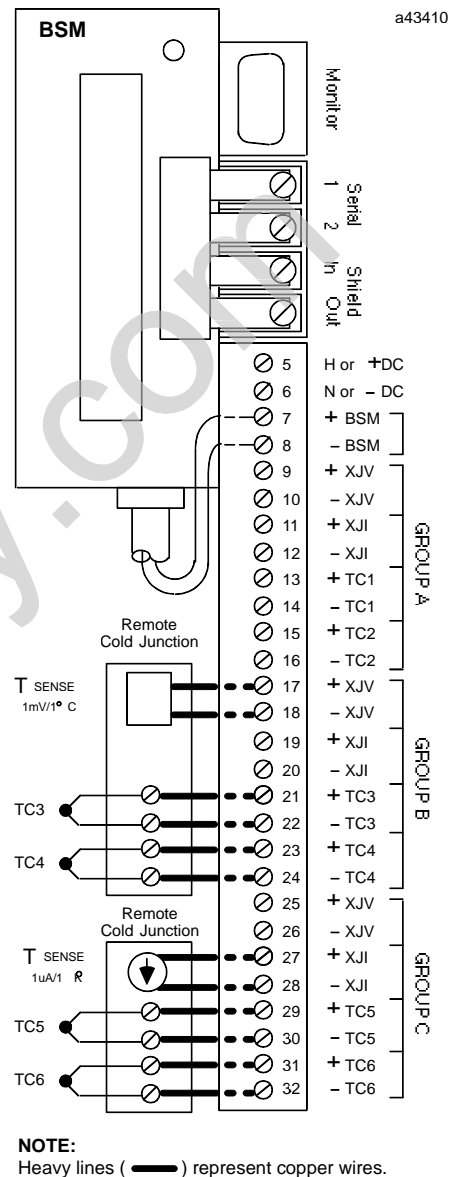 a43410
BSM
Monitor
Serial
1 2
Shield
In Out
5 H or +DC
6 N or – DC
7 + BSM
8 – BSM
9 + XJV
10 – XJV
11 + XJI
12 – XJI
13 + TC1
14 – TC1
15 + TC2
16 – TC2
GROUP A
Remote
Cold Junction
T SENSE
1mV/1° C
17 + XJV
18 – XJV
19 + XJI
20 – XJI
TC3
21 + TC3
22 – TC3
TC4
23 + TC4
24 – TC4
GROUP B
25 + XJV
26 – XJV
Remote
Cold Junction
T SENSE
1uA/1
27 + XJI
28 – XJI
TC5
29 + TC5
30 – TC5
TC6
31 + TC6
32 – TC6
GROUP C
NOTE:
Heavy lines ( ) represent copper wires.
y.com